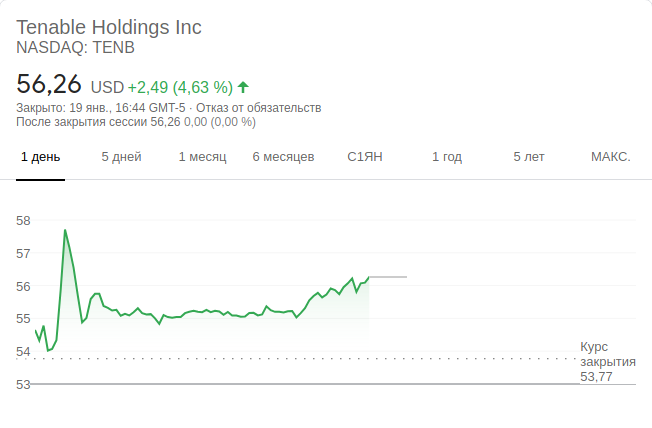 Tenable Holdings Inc
NASDAQ: TENB
56,26 USD +2,49 (4,63 %)
Закрыто: 19 янв., 16:44 GMT-5 · Отказ от обязательств
После закрытия сессии 56,26 0,00 (0,00 %)
1 день 5 дней 1 месяц 6 месяцев С1ЯН 1 год 5 лет МАКС.
58
57
56
55
54
53
Курс
закрытия
53,77